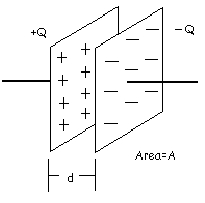 +Q
−Q
+ − + + − − + − + − + − + − + −
Area=A
d